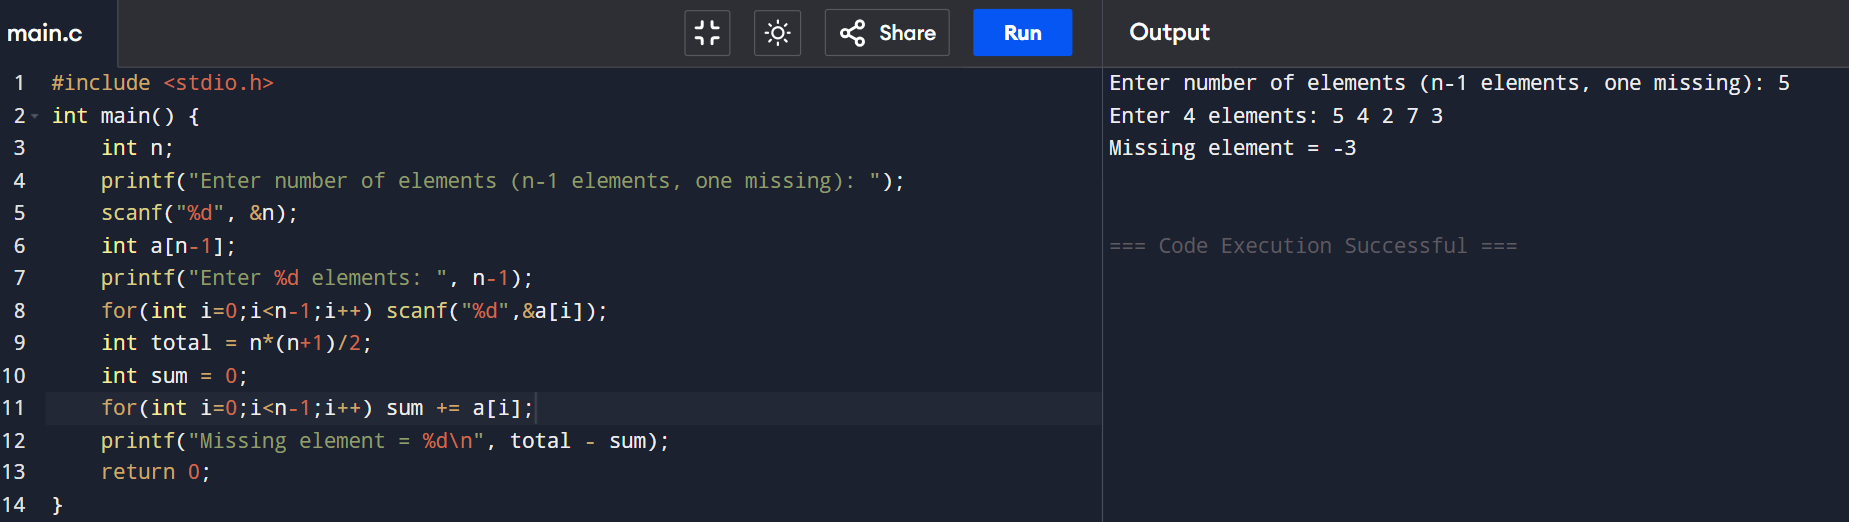 main.c Share Run Output
1 #include <stdio.h>
2 int main() {
3     int n;
4     printf("Enter number of elements (n-1 elements, one missing): ");
5     scanf("%d", &n);
6     int a[n-1];
7     printf("Enter %d elements: ", n-1);
8     for(int i=0;i<n-1;i++) scanf("%d",&a[i]);
9     int total = n*(n+1)/2;
10     int sum = 0;
11     for(int i=0;i<n-1;i++) sum += a[i];
12     printf("Missing element = %d\n", total - sum);
13     return 0;
14 }
Enter number of elements (n-1 elements, one missing): 5
Enter 4 elements: 5 4 2 7 3
Missing element = -3
=== Code Execution Successful ===